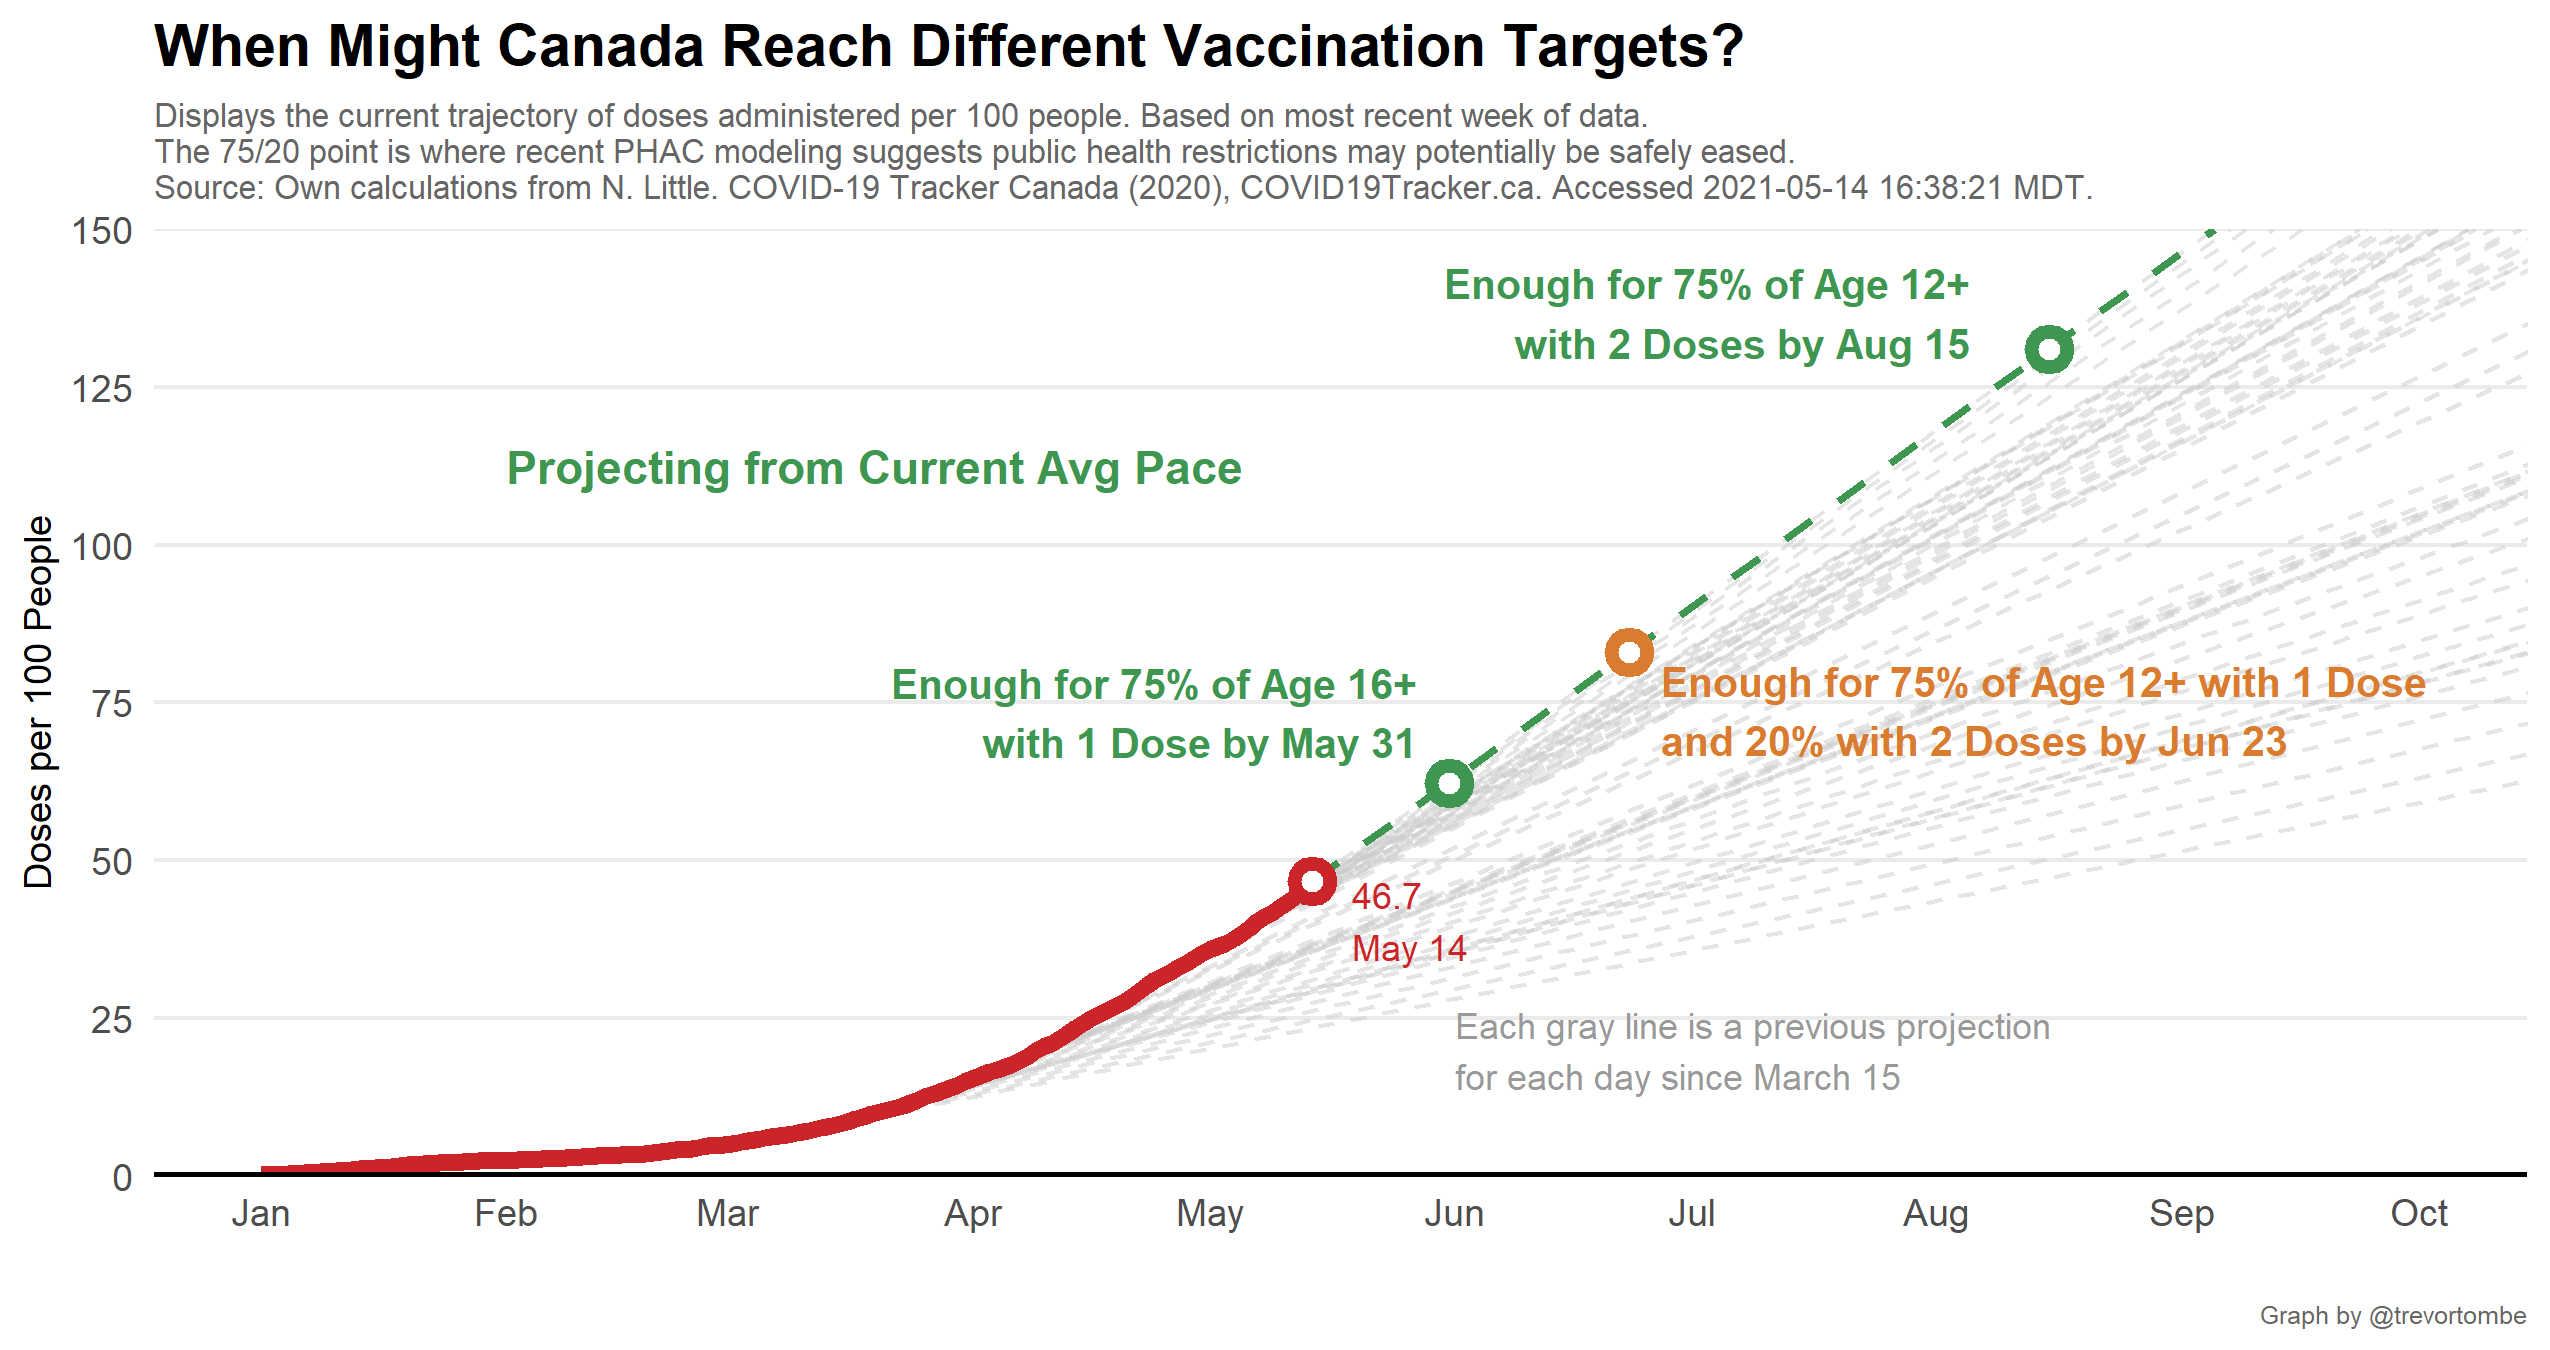 When Might Canada Reach Different Vaccination Targets?
Displays the current trajectory of doses administered per 100 people. Based on most recent week of data.
The 75/20 point is where recent PHAC modeling suggests public health restrictions may potentially be safely eased.
Source: Own calculations from N. Little. COVID-19 Tracker Canada (2020), COVID19Tracker.ca. Accessed 2021-05-14 16:38:21 MDT.
150
125
100
75
50
25
0
Doses per 100 People
Enough for 75% of Age 12+
with 2 Doses by Aug 15
Projecting from Current Avg Pace
Enough for 75% of Age 16+
with 1 Dose by May 31
Enough for 75% of Age 12+ with 1 Dose
and 20% with 2 Doses by Jun 23
46.7
May 14
Each gray line is a previous projection
for each day since March 15
Jan Feb Mar Apr May Jun Jul Aug Sep Oct
Graph by @trevortombe